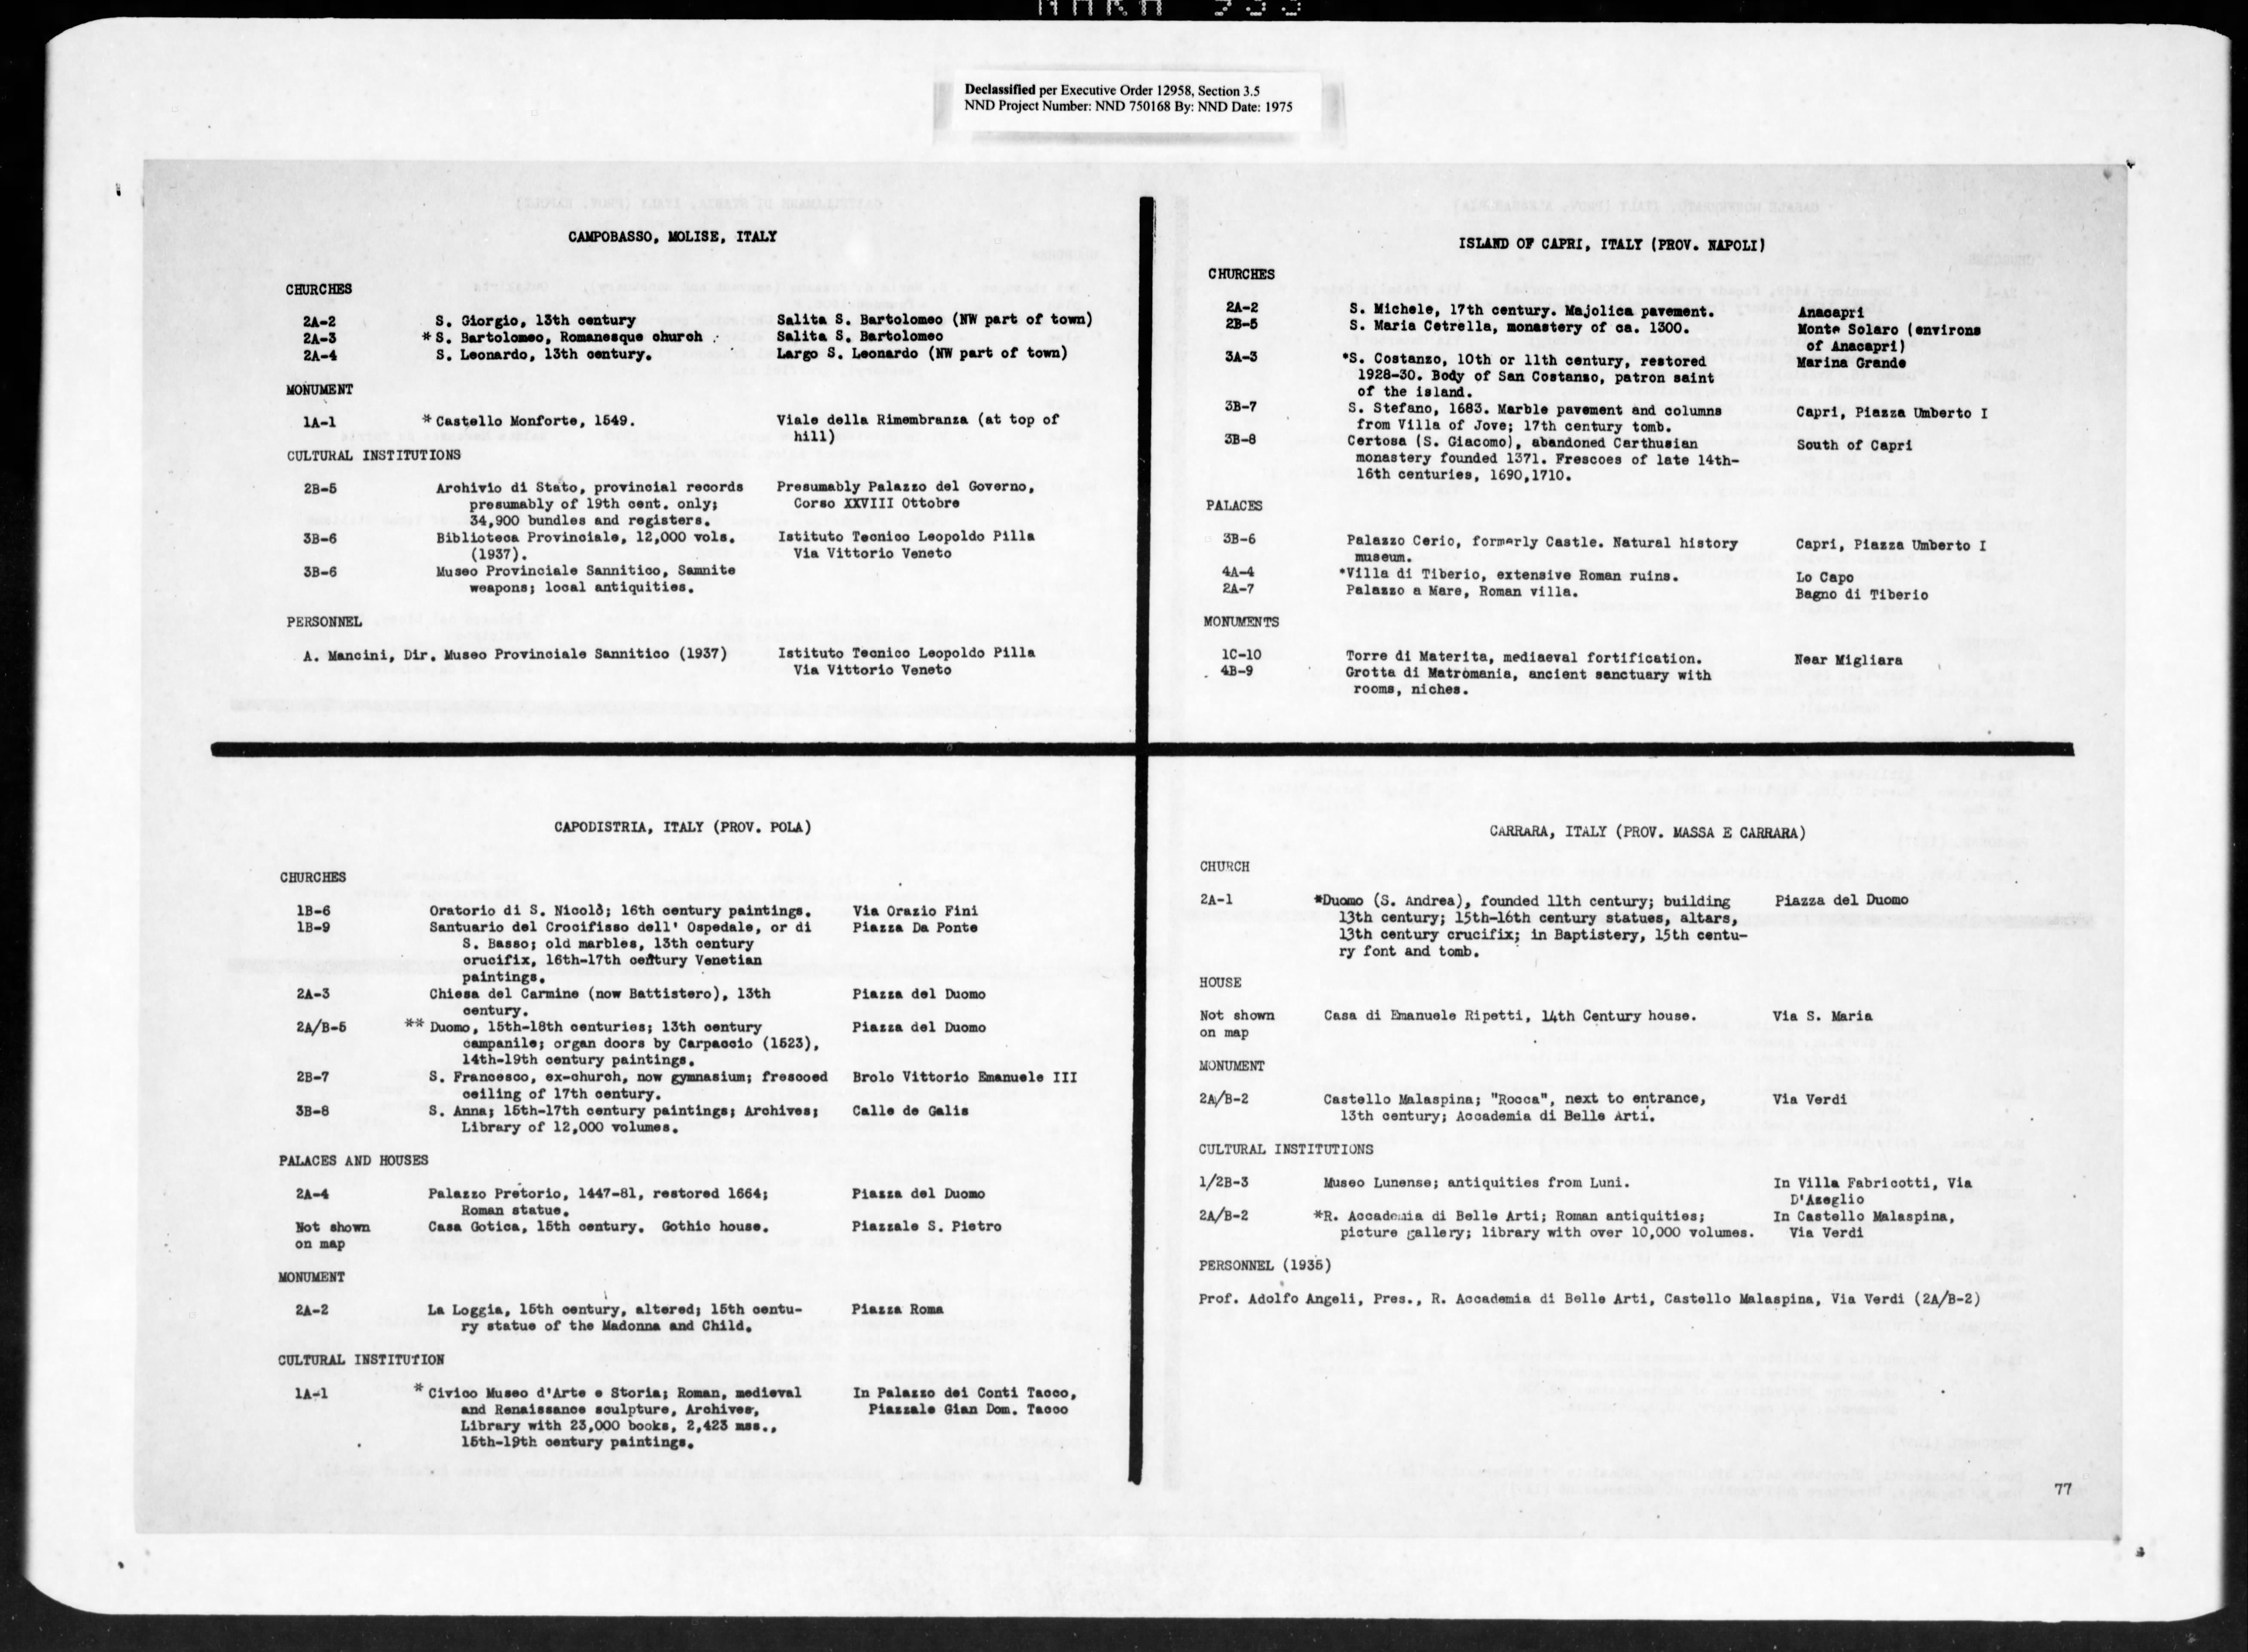 Declassified per Executive Order 12958, Section 3.5
NND Project Number: NND 750168 By: NND Date: 1975
CAMPOBASSO, MOLISE, ITALY
CHURCHES
2A-2 S. Giorgio, 13th century Salita S. Bartolomeo (NW part of town)
2A-3 * S. Bartolomeo, Romanesque church Salita S. Bartolomeo
2A-4 S. Leonardo, 13th century. Largo S. Leonardo (NW part of town)
MONUMENT
1A-1 * Castello Monforte, 1549. Viale della Rimembranza (at top of
hill)
CULTURAL INSTITUTIONS
2B-5 Archivio di Stato, provincial records Presumably Palazzo del Governo,
presumably of 19th cent. only; Corso XXVIII Ottobre
34,900 bundles and registers.
3B-6 Biblioteca Provinciale, 12,000 vols. Istituto Tecnico Leopoldo Pilla
(1937). Via Vittorio Veneto
3B-6 Museo Provinciale Sannitico, Samnite
weapons; local antiquities.
PERSONNEL
A. Mancini, Dir. Museo Provinciale Sannitico (1937) Istituto Tecnico Leopoldo Pilla
Via Vittorio Veneto
ISLAND OF CAPRI, ITALY (PROV. NAPOLI)
CHURCHES
2A-2 S. Michele, 17th century. Majolica pavement. Anacapri
2B-5 S. Maria Cetrella, monastery of ca. 1300. Monte Solaro (environs
of Anacapri)
3A-3 *S. Costanzo, 10th or 11th century, restored Marina Grande
1928-30. Body of San Costanzo, patron saint
of the island.
3B-7 S. Stefano, 1683. Marble pavement and columns Capri, Piazza Umberto I
from Villa of Jove; 17th century tomb.
3B-8 Certosa (S. Giacomo), abandoned Carthusian South of Capri
monastery founded 1371. Frescoes of late 14th-
16th centuries, 1690,1710.
PALACES
3B-6 Palazzo Cerio, formerly Castle. Natural history Capri, Piazza Umberto I
museum.
4A-4 *Villa di Tiberio, extensive Roman ruins. Lo Capo
2A-7 Palazzo a Mare, Roman villa. Bagno di Tiberio
MONUMENTS
1C-10 Torre di Materita, mediaeval fortification. Near Migliara
4B-9 Grotta di Matromania, ancient sanctuary with
rooms, niches.
CAPODISTRIA, ITALY (PROV. POLA)
CHURCHES
1B-6 Oratorio di S. Nicolò; 16th century paintings. Via Orazio Fini
1B-9 Santuario del Crocifisso dell' Ospedale, or di Piazza Da Ponte
S. Basso; old marbles, 13th century
crucifix, 16th-17th century Venetian
paintings.
2A-3 Chiesa del Carmine (now Battistero), 13th Piazza del Duomo
century.
2A/B-5 ** Duomo, 15th-18th centuries; 13th century Piazza del Duomo
campanile; organ doors by Carpaccio (1523),
14th-19th century paintings.
2B-7 S. Francesco, ex-church, now gymnasium; frescoed Brolo Vittorio Emanuele III
ceiling of 17th century.
3B-8 S. Anna; 15th-17th century paintings; Archives; Calle de Galis
Library of 12,000 volumes.
PALACES AND HOUSES
2A-4 Palazzo Pretorio, 1447-81, restored 1664; Piazza del Duomo
Roman statue.
Not shown Casa Gotica, 15th century. Gothic house. Piazzale S. Pietro
on map
MONUMENT
2A-2 La Loggia, 15th century, altered; 15th centu- Piazza Roma
ry statue of the Madonna and Child.
CULTURAL INSTITUTION
1A-1 * Civico Museo d'Arte e Storia; Roman, medieval In Palazzo dei Conti Tacco,
and Renaissance sculpture, Archives, Piazzale Gian Dom. Tacco
Library with 23,000 books, 2,423 mss.,
15th-19th century paintings.
CARRARA, ITALY (PROV. MASSA E CARRARA)
CHURCH
2A-1 *Duomo (S. Andrea), founded 11th century; building Piazza del Duomo
13th century; 15th-16th century statues, altars,
13th century crucifix; in Baptistery, 15th centu-
ry font and tomb.
HOUSE
Not shown Casa di Emanuele Ripetti, 14th Century house. Via S. Maria
on map
MONUMENT
2A/B-2 Castello Malaspina; "Rocca", next to entrance, Via Verdi
13th century; Accademia di Belle Arti.
CULTURAL INSTITUTIONS
1/2B-3 Museo Lunense; antiquities from Luni. In Villa Fabricotti, Via
D'Azeglio
2A/B-2 *R. Accademia di Belle Arti; Roman antiquities; In Castello Malaspina,
picture gallery; library with over 10,000 volumes. Via Verdi
PERSONNEL (1935)
Prof. Adolfo Angeli, Pres., R. Accademia di Belle Arti, Castello Malaspina, Via Verdi (2A/B-2)
77